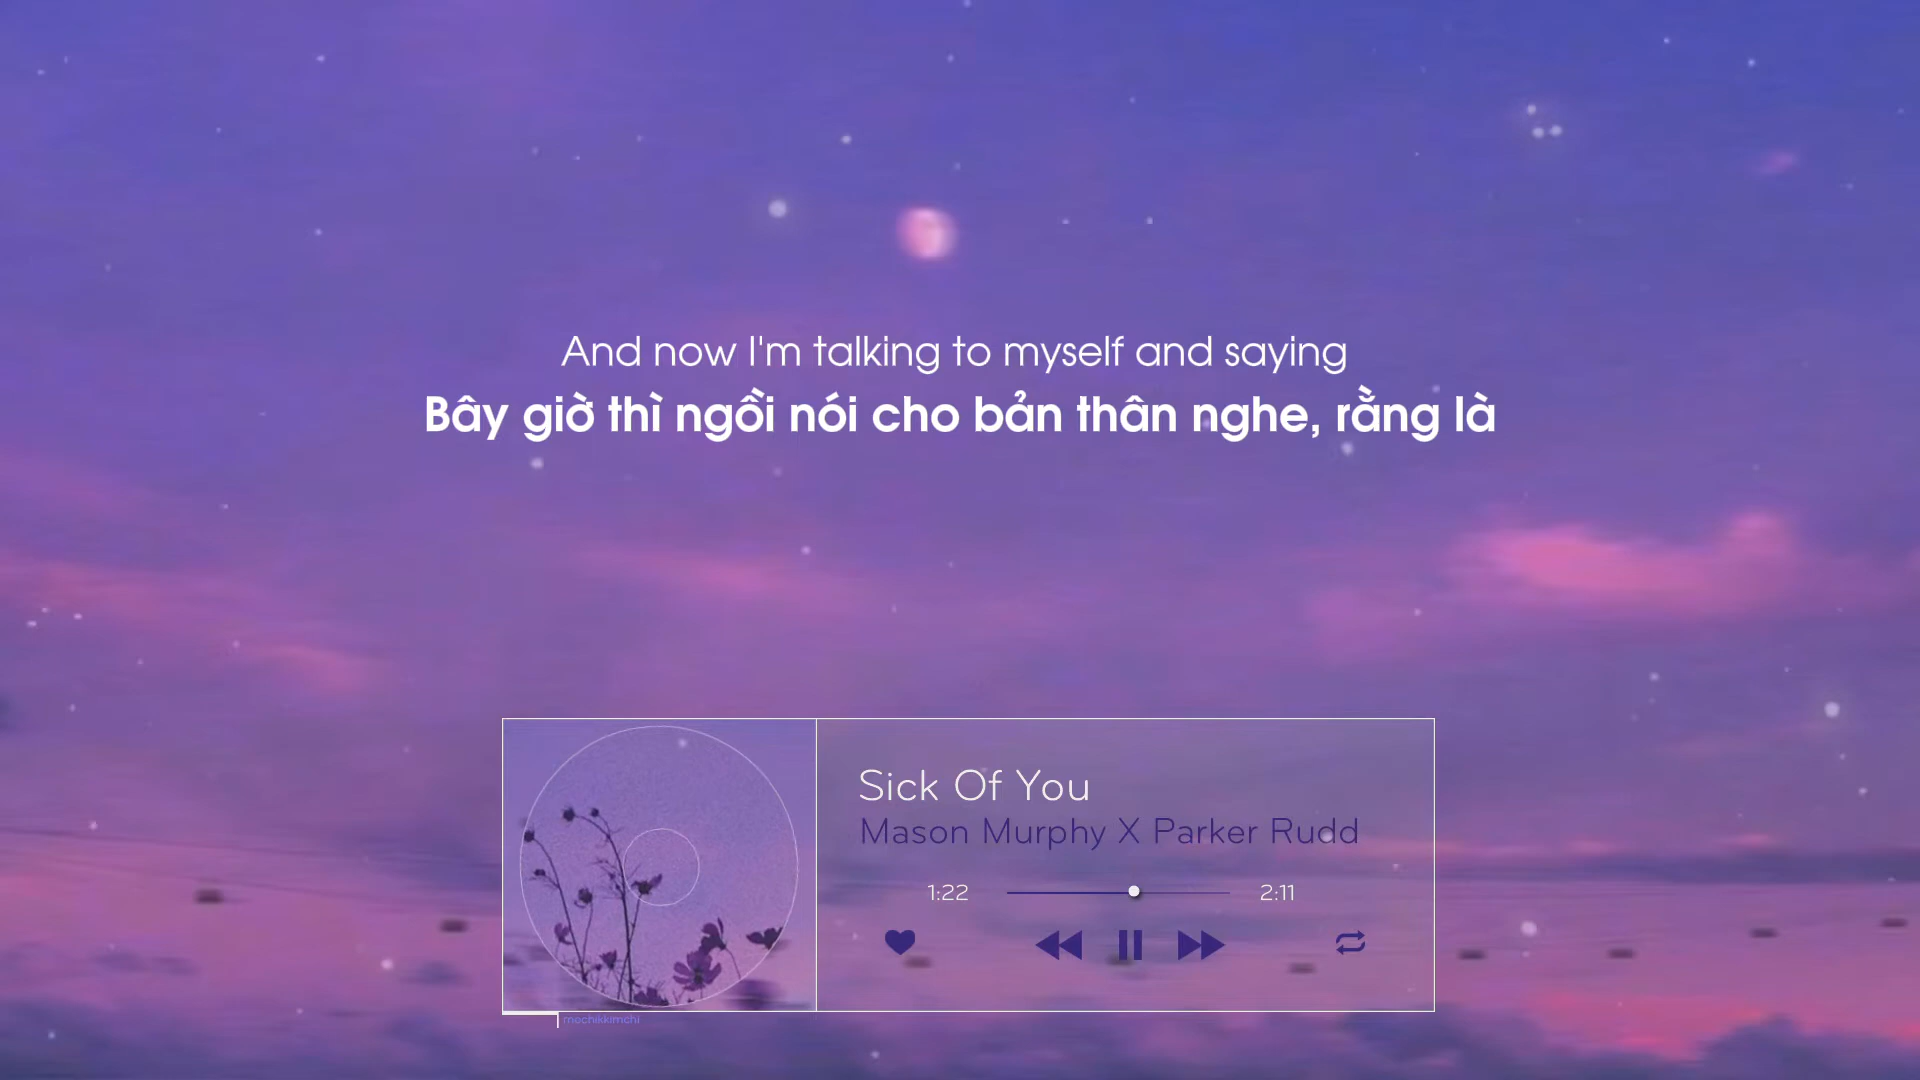 And now I'm talking to myself and saying
Bây giờ thì ngồi nói cho bản thân nghe, rằng là
Sick Of You
Mason Murphy X Parker Rudd
1:22 2:11
mochikkimchi